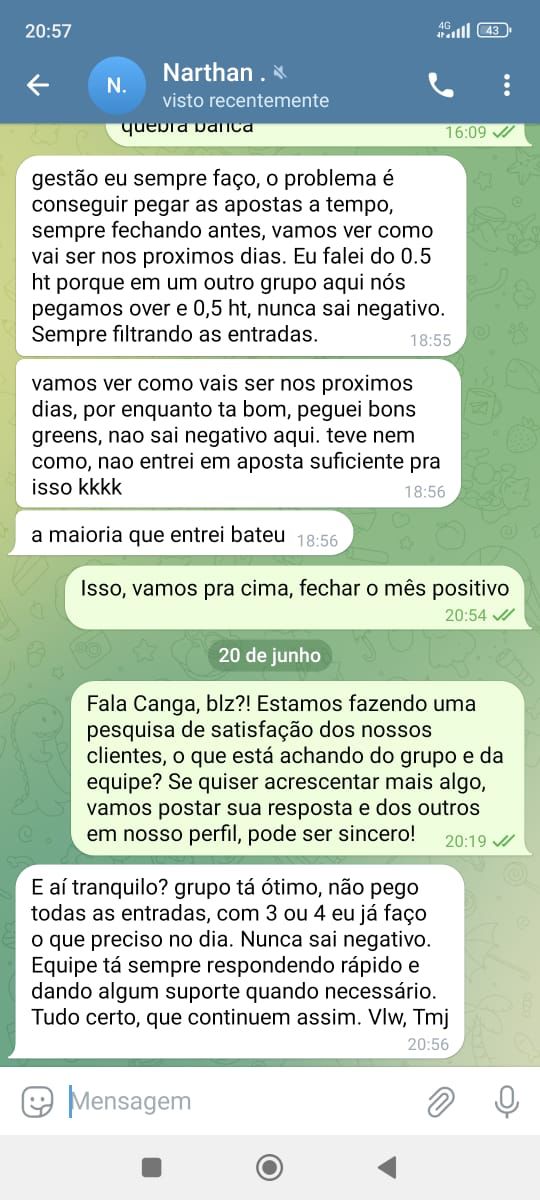 20:57
4G
43
N.
Narthan .
visto recentemente
quebra banca
16:09
gestão eu sempre faço, o problema é
conseguir pegar as apostas a tempo,
sempre fechando antes, vamos ver como
vai ser nos proximos dias. Eu falei do 0.5
ht porque em um outro grupo aqui nós
pegamos over e 0,5 ht, nunca sai negativo.
Sempre filtrando as entradas.
18:55
vamos ver como vais ser nos proximos
dias, por enquanto ta bom, peguei bons
greens, nao sai negativo aqui. teve nem
como, nao entrei em aposta suficiente pra
isso kkkk
18:56
a maioria que entrei bateu 18:56
Isso, vamos pra cima, fechar o mês positivo
20:54
20 de junho
Fala Canga, blz?! Estamos fazendo uma
pesquisa de satisfação dos nossos
clientes, o que está achando do grupo e da
equipe? Se quiser acrescentar mais algo,
vamos postar sua resposta e dos outros
em nosso perfil, pode ser sincero!
20:19
E aí tranquilo? grupo tá ótimo, não pego
todas as entradas, com 3 ou 4 eu já faço
o que preciso no dia. Nunca sai negativo.
Equipe tá sempre respondendo rápido e
dando algum suporte quando necessário.
Tudo certo, que continuem assim. Vlw, Tmj
20:56
Mensagem